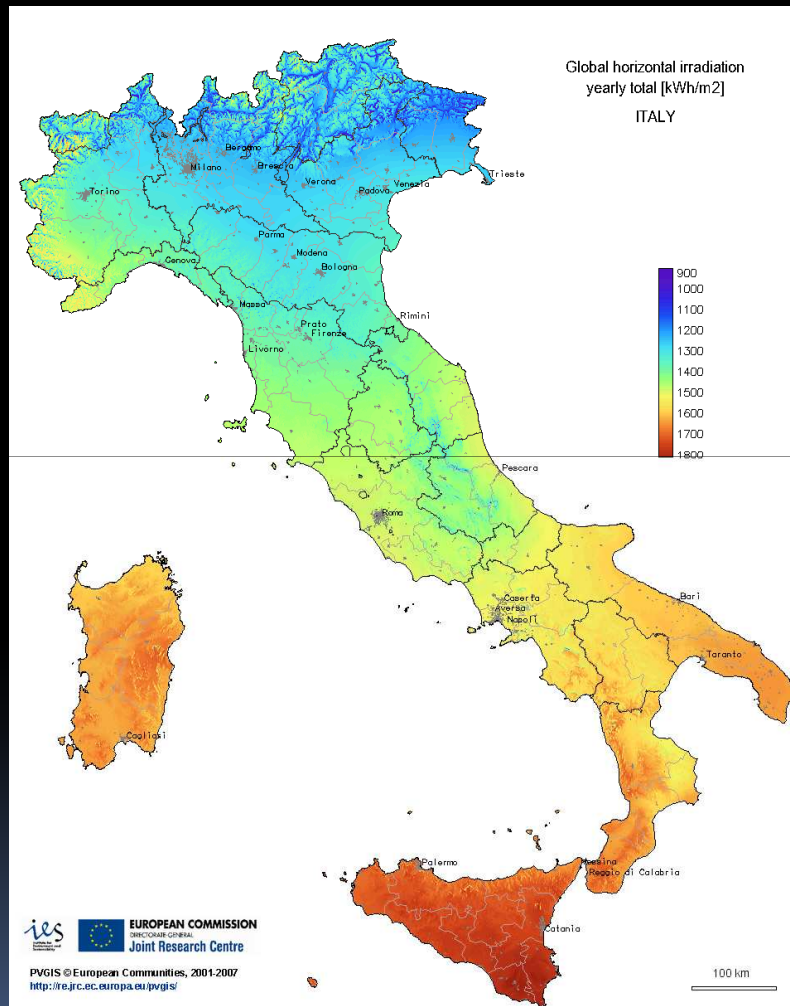 Global horizontal irradiation
yearly total [kWh/m2]
ITALY
Bergamo
Milano
Brescia
Trieste
Verona
Venezia
Torino
Padova
Parma
Modena
Genova
Bologna
900
1000
1100
1200
1300
1400
1500
1600
1700
1800
Massa
Rimini
Prato
Firenze
Livorno
Pescara
Roma
Caserta
Aversa
Napoli
Bari
Taranto
Cagliari
Messina
Palermo
Reggio di Calabria
Catania
ies
EUROPEAN COMMISSION
DIRECTORATE-GENERAL
Joint Research Centre
PVGIS © European Communities, 2001-2007
http://re.jrc.ec.europa.eu/pvgis/
100 km